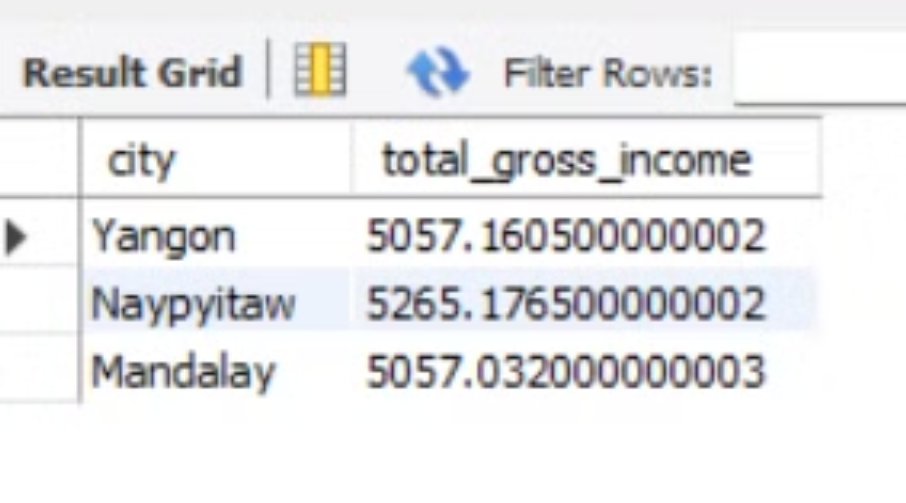 Result Grid Filter Rows:
city total_gross_income
Yangon 5057.160500000002
Naypyitaw 5265.176500000002
Mandalay 5057.032000000003